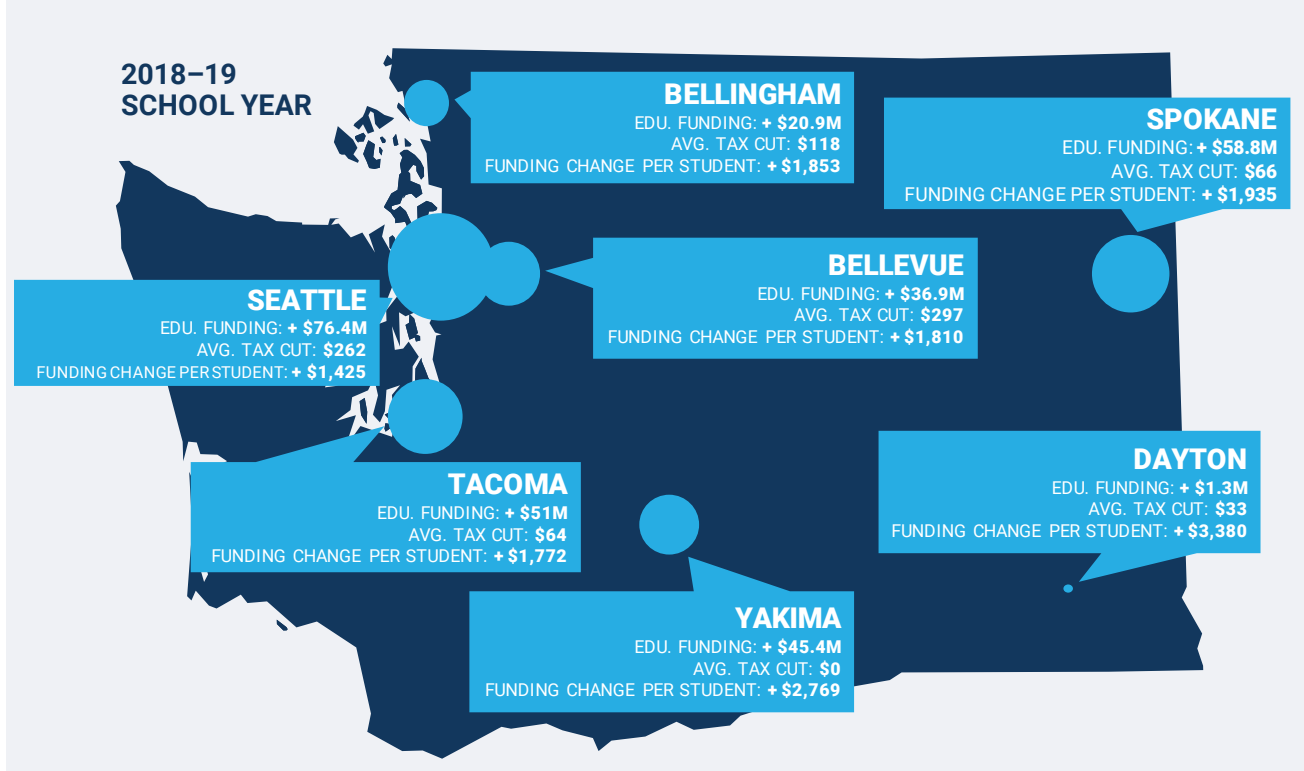 2018–19
SCHOOL YEAR
BELLINGHAM
EDU. FUNDING: + $20.9M
AVG. TAX CUT: $118
FUNDING CHANGE PER STUDENT: + $1,853
SPOKANE
EDU. FUNDING: + $58.8M
AVG. TAX CUT: $66
FUNDING CHANGE PER STUDENT: + $1,935
BELLEVUE
EDU. FUNDING: + $36.9M
AVG. TAX CUT: $297
FUNDING CHANGE PER STUDENT: + $1,810
SEATTLE
EDU. FUNDING: + $76.4M
AVG. TAX CUT: $262
FUNDING CHANGE PER STUDENT: + $1,425
TACOMA
EDU. FUNDING: + $51M
AVG. TAX CUT: $64
FUNDING CHANGE PER STUDENT: + $1,772
DAYTON
EDU. FUNDING: + $1.3M
AVG. TAX CUT: $33
FUNDING CHANGE PER STUDENT: + $3,380
YAKIMA
EDU. FUNDING: + $45.4M
AVG. TAX CUT: $0
FUNDING CHANGE PER STUDENT: + $2,769